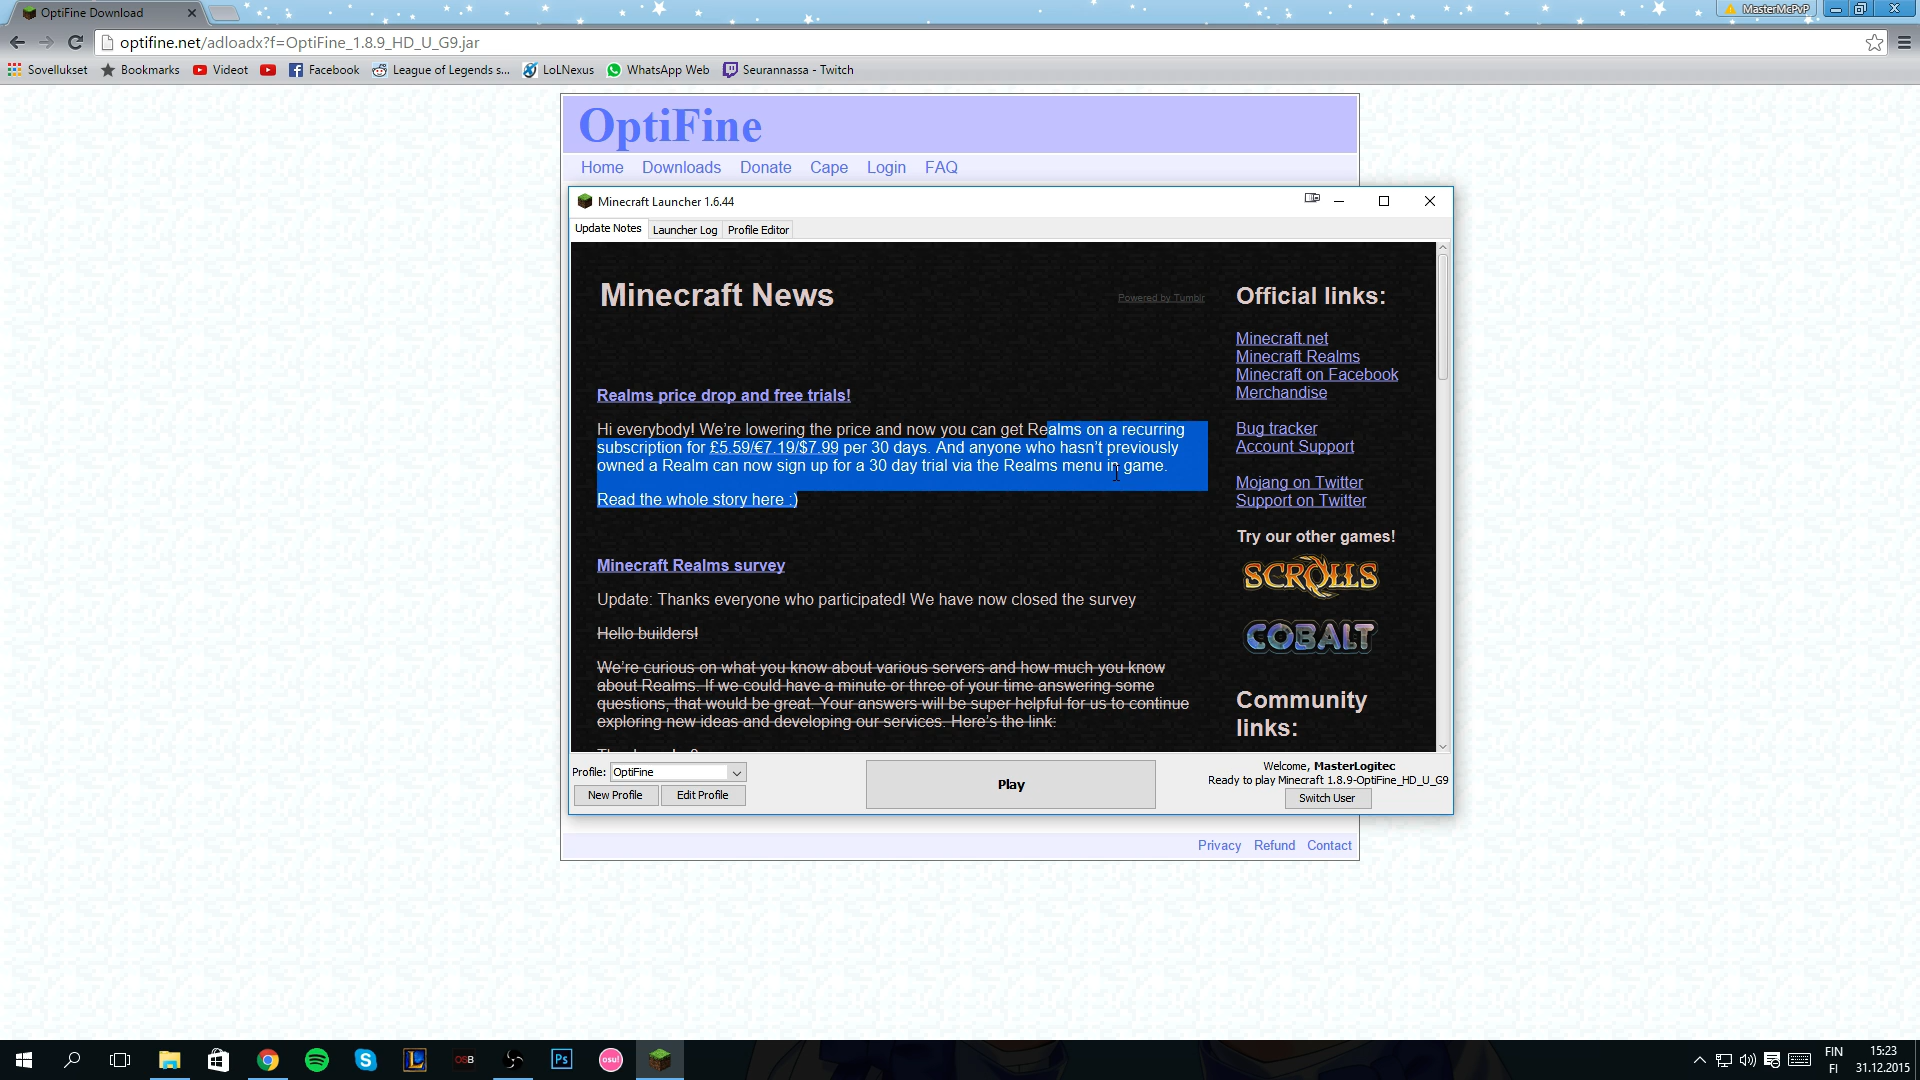 OptiFine Download
MasterMcPvP
optifine.net/adloadx?f=OptiFine_1.8.9_HD_U_G9.jar
Sovellukset Bookmarks Videot Facebook League of Legends s... LoLNexus WhatsApp Web Seurannassa - Twitch
OptiFine
Home Downloads Donate Cape Login FAQ
Minecraft Launcher 1.6.44
Update Notes Launcher Log Profile Editor
Minecraft News
Powered by Tumblr
Realms price drop and free trials!
Hi everybody! We're lowering the price and now you can get Realms on a recurring
subscription for £5.59/€7.19/$7.99 per 30 days. And anyone who hasn't previously
owned a Realm can now sign up for a 30 day trial via the Realms menu in game.
Read the whole story here :)
Minecraft Realms survey
Update: Thanks everyone who participated! We have now closed the survey
Hello builders!
We're curious on what you know about various servers and how much you know
about Realms. If we could have a minute or three of your time answering some
questions, that would be great. Your answers will be super helpful for us to continue
exploring new ideas and developing our services. Here's the link:
Official links:
Minecraft.net
Minecraft Realms
Minecraft on Facebook
Merchandise
Bug tracker
Account Support
Mojang on Twitter
Support on Twitter
Try our other games!
SCROLLS
COBALT
Community
links:
Profile: OptiFine
New Profile Edit Profile
Play
Welcome, MasterLogitec
Ready to play Minecraft 1.8.9-OptiFine_HD_U_G9
Switch User
Privacy Refund Contact
OSB
Ps
osu!
FIN
FI
15:23
31.12.2015